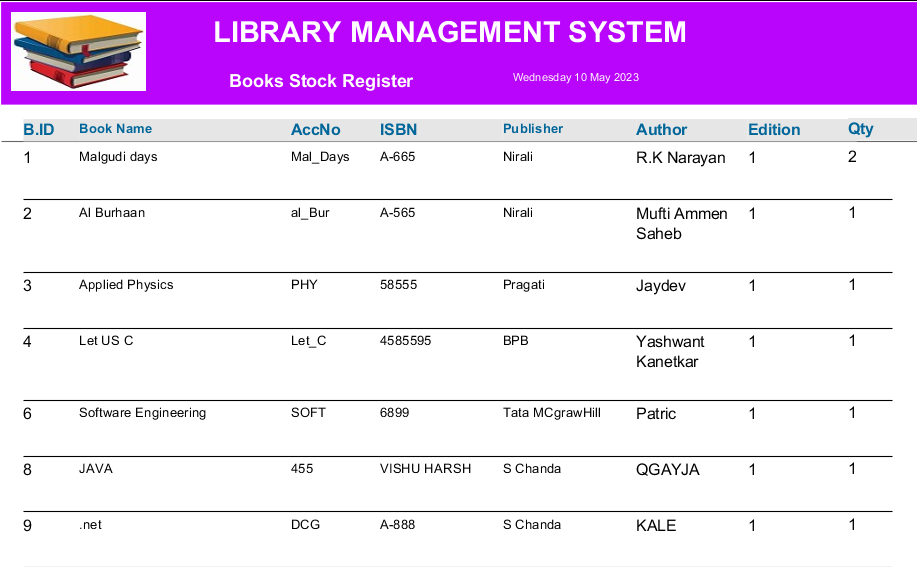 LIBRARY MANAGEMENT SYSTEM
Books Stock Register Wednesday 10 May 2023
B.ID Book Name AccNo ISBN Publisher Author Edition Qty
1 Malgudi days Mal_Days A-665 Nirali R.K Narayan 1 2
2 Al Burhaan al_Bur A-565 Nirali Mufti Ammen 1 1
Saheb
3 Applied Physics PHY 58555 Pragati Jaydev 1 1
4 Let US C Let_C 4585595 BPB Yashwant 1 1
Kanetkar
6 Software Engineering SOFT 6899 Tata MCgrawHill Patric 1 1
8 JAVA 455 VISHU HARSH S Chanda QGAYJA 1 1
9 .net DCG A-888 S Chanda KALE 1 1